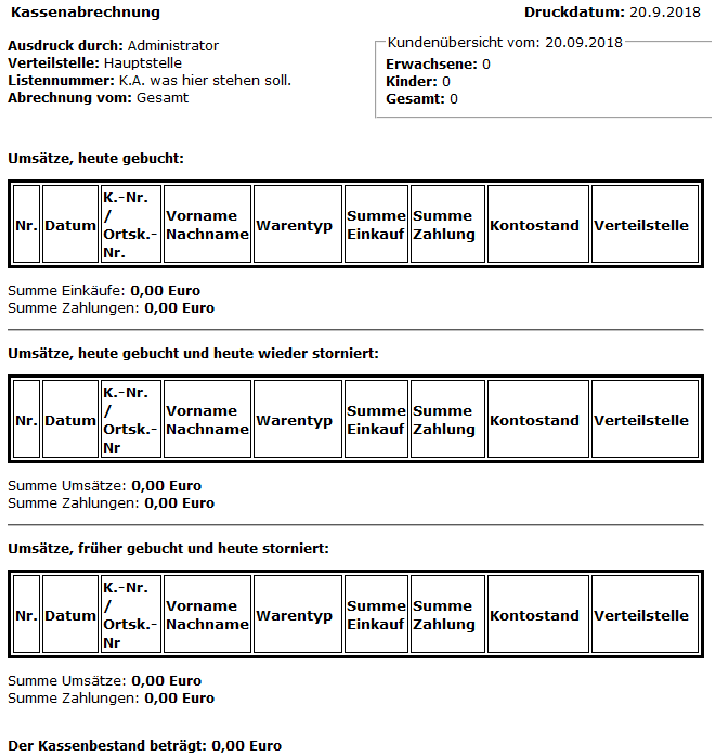 Kassenabrechnung Druckdatum: 20.9.2018
Ausdruck durch: Administrator
Verteilstelle: Hauptstelle
Listennummer: K.A. was hier stehen soll.
Abrechnung vom: Gesamt
Kundenübersicht vom: 20.09.2018
Erwachsene: 0
Kinder: 0
Gesamt: 0
Umsätze, heute gebucht:
Nr. Datum K.-Nr. / Ortsk.-Nr. Vorname Nachname Warentyp Summe Einkauf Summe Zahlung Kontostand Verteilstelle
Summe Einkäufe: 0,00 Euro
Summe Zahlungen: 0,00 Euro
Umsätze, heute gebucht und heute wieder storniert:
Nr. Datum K.-Nr. / Ortsk.-Nr Vorname Nachname Warentyp Summe Einkauf Summe Zahlung Kontostand Verteilstelle
Summe Umsätze: 0,00 Euro
Summe Zahlungen: 0,00 Euro
Umsätze, früher gebucht und heute storniert:
Nr. Datum K.-Nr. / Ortsk.-Nr Vorname Nachname Warentyp Summe Einkauf Summe Zahlung Kontostand Verteilstelle
Summe Umsätze: 0,00 Euro
Summe Zahlungen: 0,00 Euro
Der Kassenbestand beträgt: 0,00 Euro